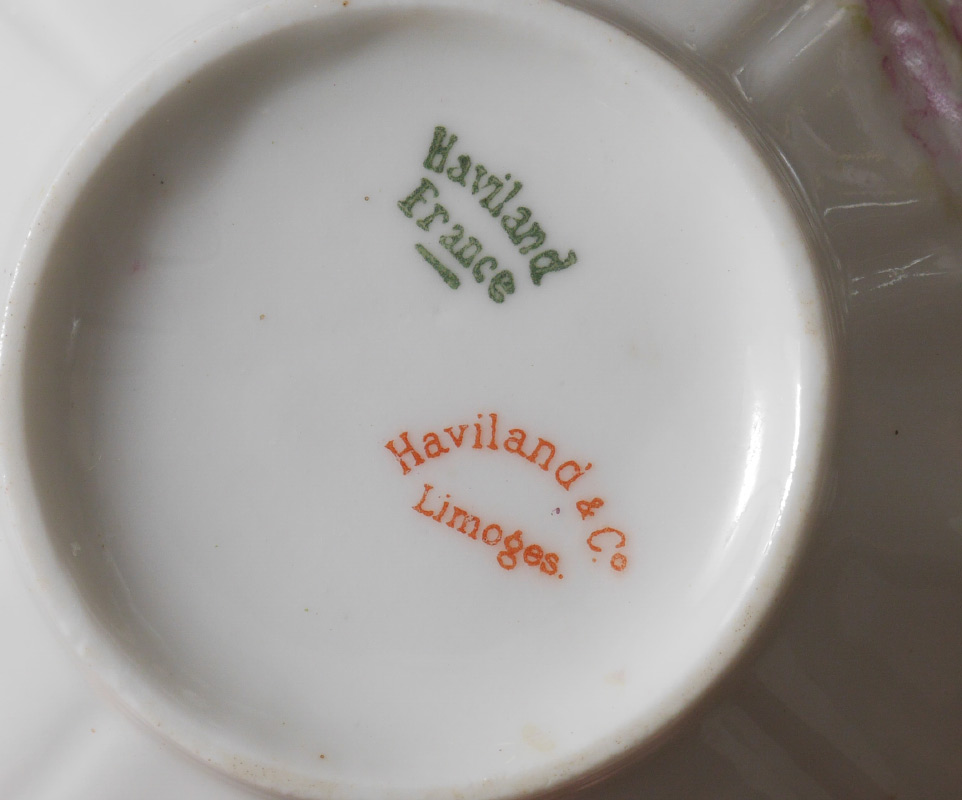 Haviland
France
Haviland & Co
Limoges.